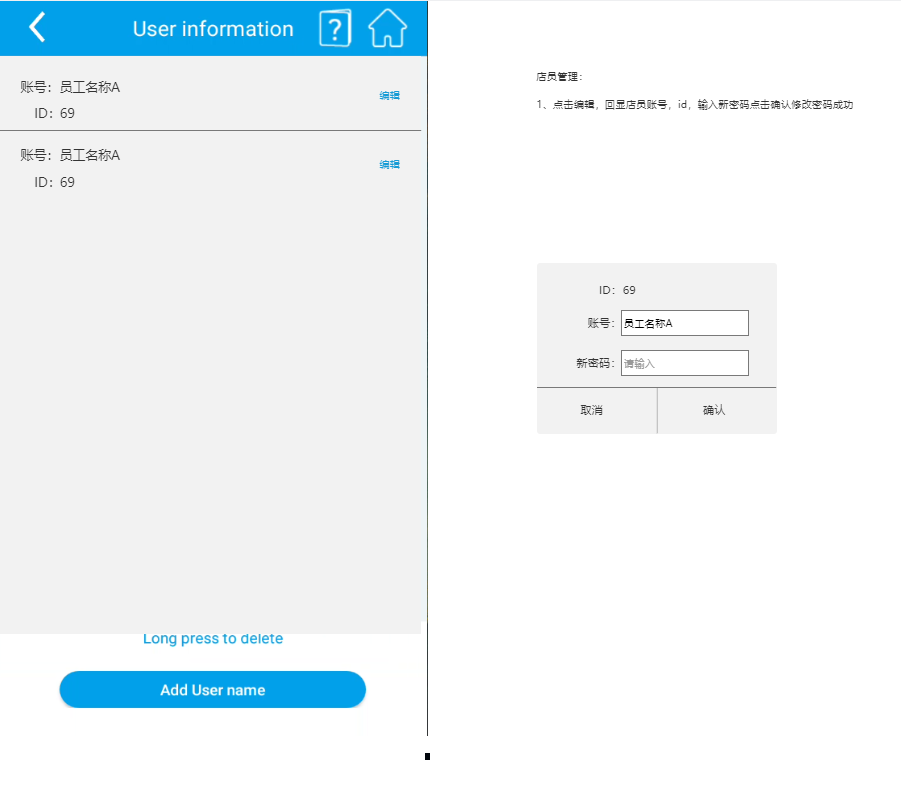 User information
?
账号：员工名称A
编辑
ID：69
账号：员工名称A
编辑
ID：69
Long press to delete
Add User name
店员管理：
1、点击编辑，回显店员账号，id，输入新密码点击确认修改密码成功
ID：69
账号：员工名称A
新密码：请输入
取消
确认